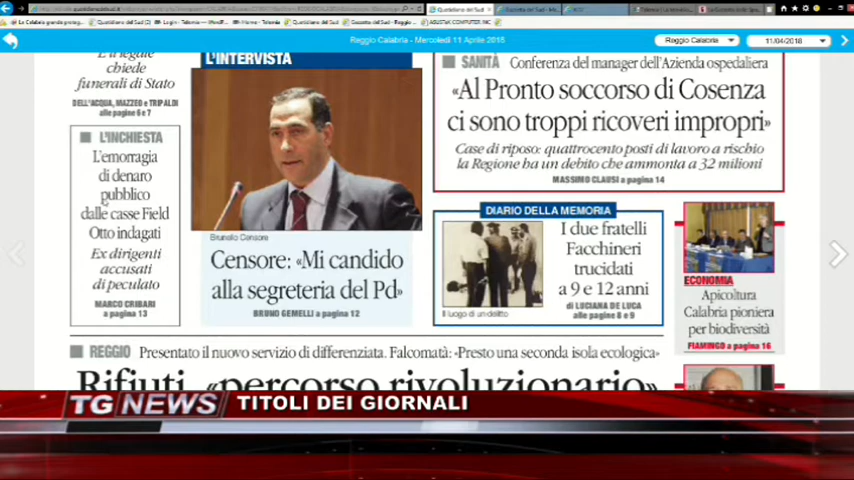 Reggio Calabria - Mercoledì 11 Aprile 2018
Reggio Calabria
11/04/2018
E il legale
chiede
funerali di Stato
DELL'ACQUA, MAZZEO e TRIPALDI
alle pagine 6 e 7
L'INCHIESTA
L'emorragia
di denaro
pubblico
dalle casse Field
Otto indagati
Ex dirigenti
accusati
di peculato
MARCO CRIBARI
a pagina 13
L'INTERVISTA
Brunello Censore
Censore: «Mi candido
alla segreteria del Pd»
BRUNO GEMELLI a pagina 12
SANITÀ Conferenza del manager dell'Azienda ospedaliera
«Al Pronto soccorso di Cosenza
ci sono troppi ricoveri impropri»
Case di riposo: quattrocento posti di lavoro a rischio
la Regione ha un debito che ammonta a 32 milioni
MASSIMO CLAUSI a pagina 14
DIARIO DELLA MEMORIA
Il luogo di un delitto
I due fratelli
Facchineri
trucidati
a 9 e 12 anni
di LUCIANA DE LUCA
alle pagine 8 e 9
ECONOMIA
Apicoltura
Calabria pioniera
per biodiversità
FIAMINGO a pagina 16
REGGIO Presentato il nuovo servizio di differenziata. Falcomatà: «Presto una seconda isola ecologica»
Rifiuti, «percorso rivoluzionario»
TG NEWS TITOLI DEI GIORNALI